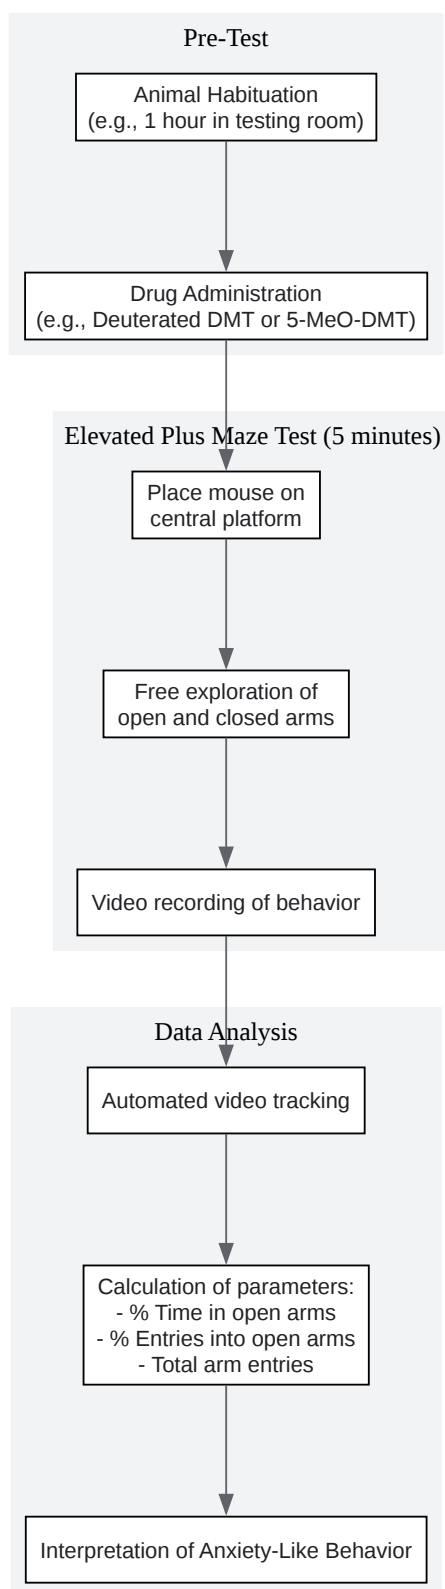 Pre-Test
Animal Habituation
(e.g., 1 hour in testing room)
Drug Administration
(e.g., Deuterated DMT or 5-MeO-DMT)
Elevated Plus Maze Test (5 minutes)
Place mouse on
central platform
Free exploration of
open and closed arms
Video recording of behavior
Data Analysis
Automated video tracking
Calculation of parameters:
- % Time in open arms
- % Entries into open arms
- Total arm entries
Interpretation of Anxiety-Like Behavior